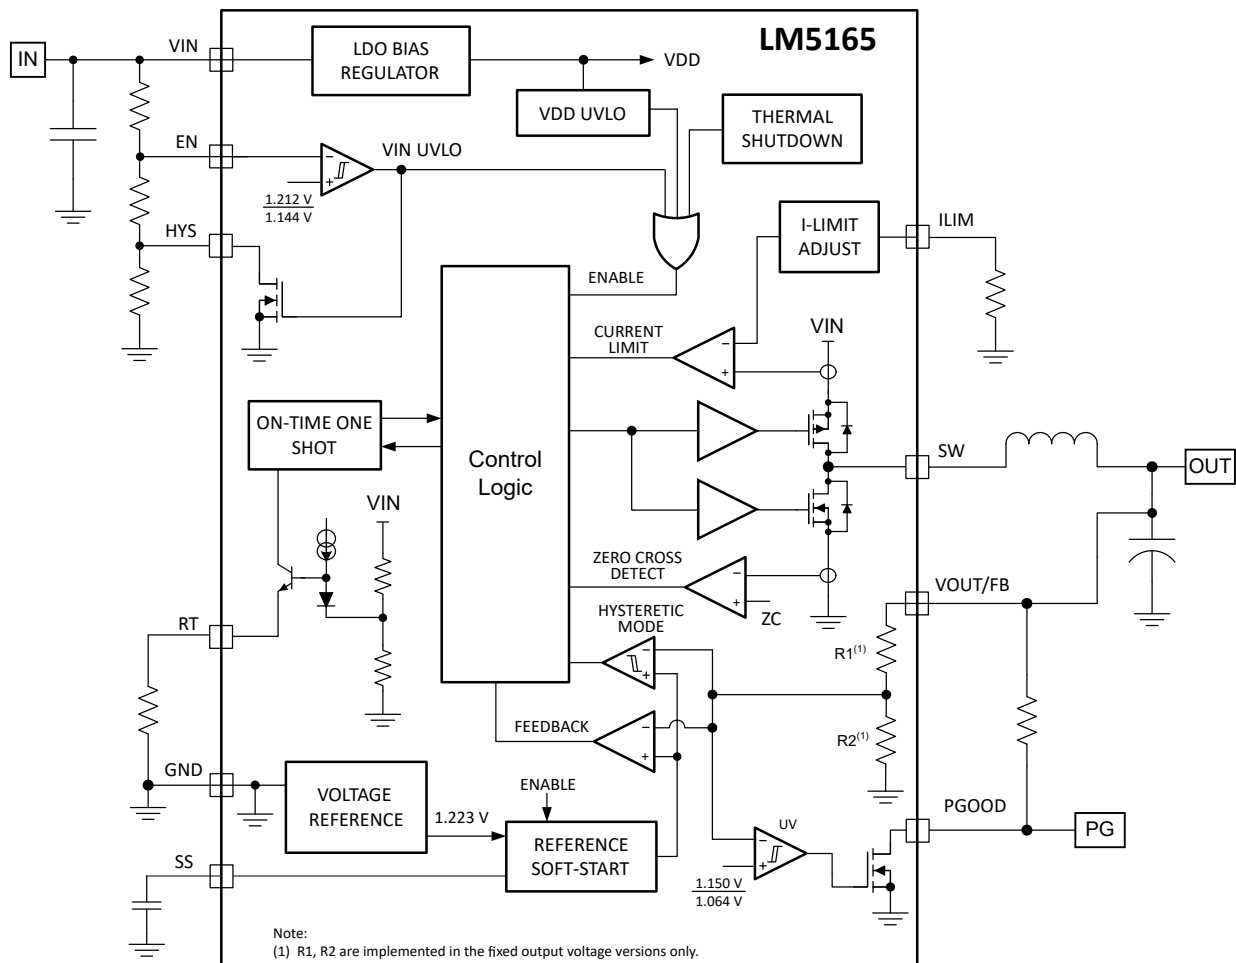 LM5165
IN
VIN
LDO BIAS
REGULATOR
VDD
VDD UVLO
THERMAL
SHUTDOWN
EN
−
+
VIN UVLO
1.212 V
1.144 V
HYS
I-LIMIT
ADJUST
ILIM
ENABLE
CURRENT
LIMIT
−
+
VIN
ON-TIME ONE
SHOT
Control
Logic
SW
OUT
VIN
ZERO CROSS
DETECT
−
+
ZC
VOUT/FB
RT
HYSTERETIC
MODE
−
+
R1(1)
FEEDBACK
−
+
R2(1)
GND
VOLTAGE
REFERENCE
1.223 V
ENABLE
REFERENCE
SOFT-START
SS
UV
−
+
1.150 V
1.064 V
PGOOD
PG
Note:
(1) R1, R2 are implemented in the fixed output voltage versions only.